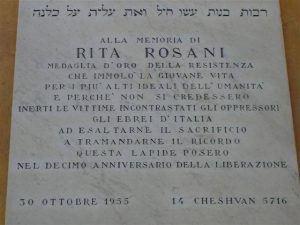 רבות בנות עשו חיל ואת עלית על כלנה
ALLA MEMORIA DI
RITA ROSANI
MEDAGLIA D'ORO DELLA RESISTENZA
CHE IMMOLÒ LA GIOVANE VITA
PER I PIU' ALTI IDEALI DELL'UMANITA'
E PERCHE' NON SI CREDESSERO
INERTI LE VITTIME INCONTRASTATI GLI OPPRESSORI
GLI EBREI D'ITALIA
AD ESALTARNE IL SACRIFICIO
A TRAMANDARNE IL RICORDO
QUESTA LAPIDE POSERO
NEL DECIMO ANNIVERSARIO DELLA LIBERAZIONE
30 OTTOBRE 1955 14 CHESHVAN 5716